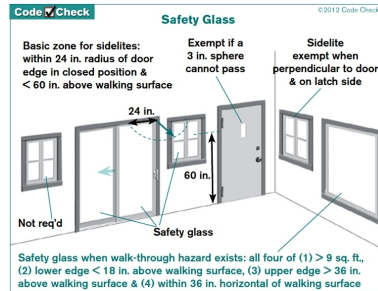 Code Check
©2012 Code Check
Safety Glass
Basic zone for sidelites:
within 24 in. radius of door
edge in closed position &
< 60 in. above walking surface
Exempt if a
3 in. sphere
cannot pass
Sidelite
exempt when
perpendicular to door
& on latch side
24 in.
60 in.
Not req'd
Safety glass
Safety glass when walk-through hazard exists: all four of (1) > 9 sq. ft.,
(2) lower edge < 18 in. above walking surface, (3) upper edge > 36 in.
above walking surface & (4) within 36 in. horizontal of walking surface